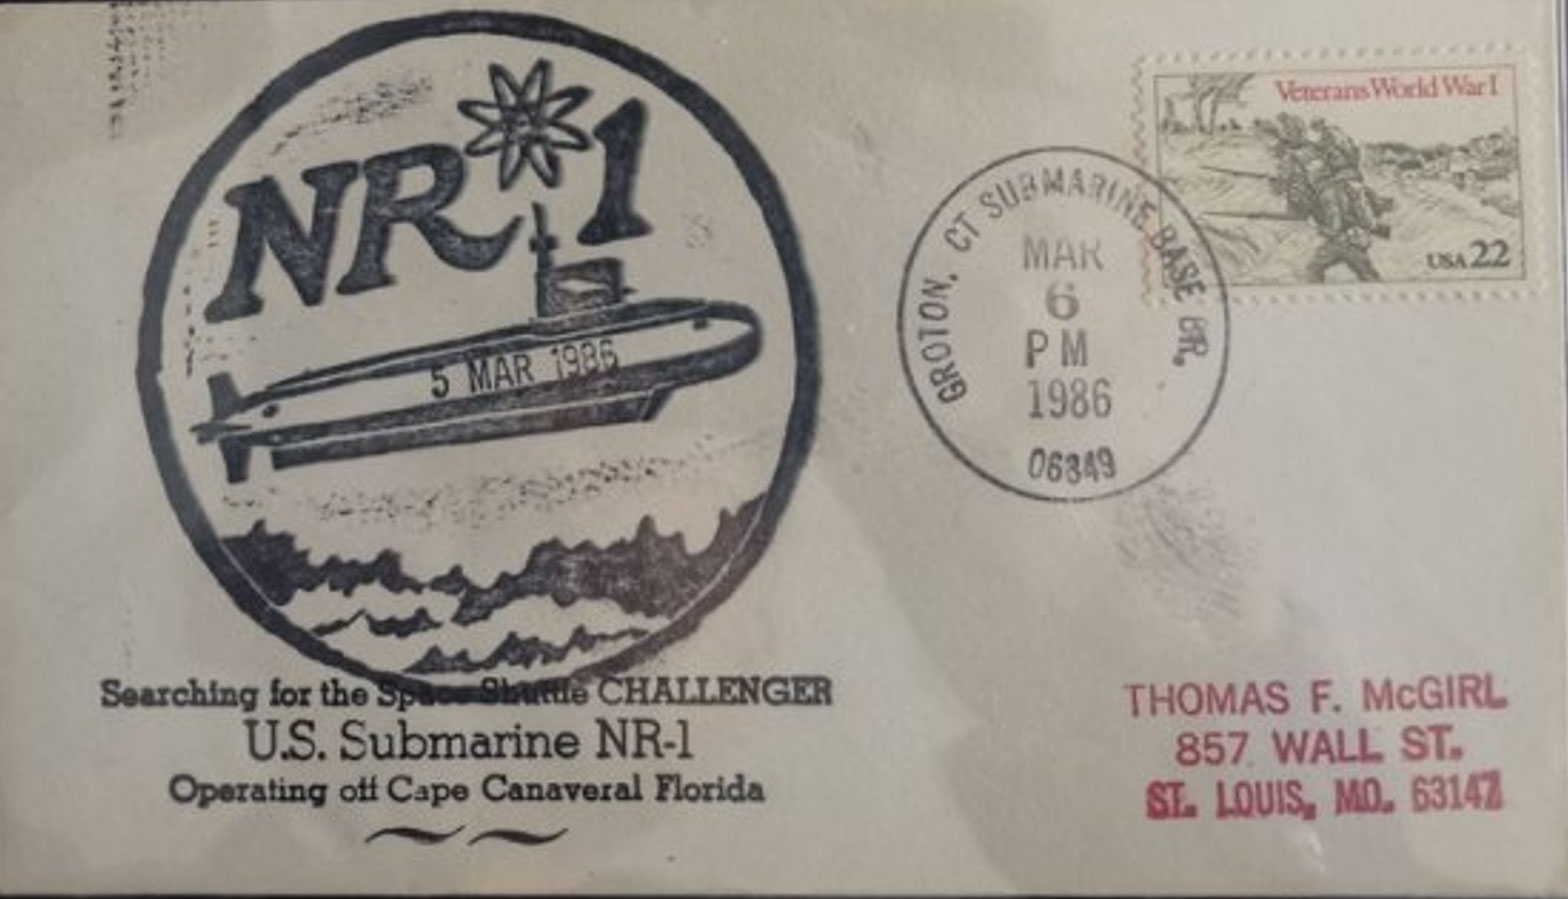 NR 1
5 MAR 1986
Searching for the Space Shuttle CHALLENGER
U.S. Submarine NR-1
Operating off Cape Canaveral Florida
GROTON, CT SUBMARINE BASE BR.
MAR
6
PM
1986
06349
Veterans World War I
USA 22
THOMAS F. McGIRL
857 WALL ST.
ST. LOUIS, MO. 63147